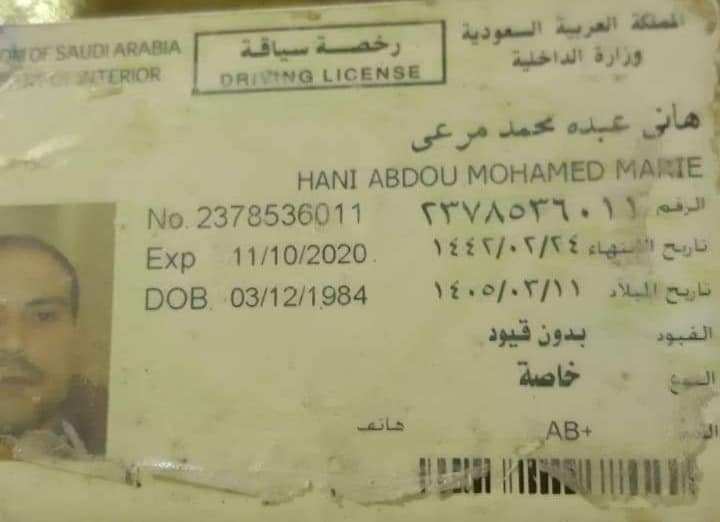 المملكة العربية السعودية
وزارة الداخلية
رخصة سياقة
DRIVING LICENSE
OF SAUDI ARABIA
OF INTERIOR
هانى عبده محمد مرعى
HANI ABDOU MOHAMED MARIE
No. 2378536011 ٢٣٧٨٥٣٦٠١١ الرقم
Exp 11/10/2020 ١٤٤٢/٠٢/٢٤ تاريخ الانتهاء
DOB. 03/12/1984 ١٤٠٥/٠٣/١١ تاريخ الميلاد
بدون قيود القيود
خاصة النوع
هاتف AB+